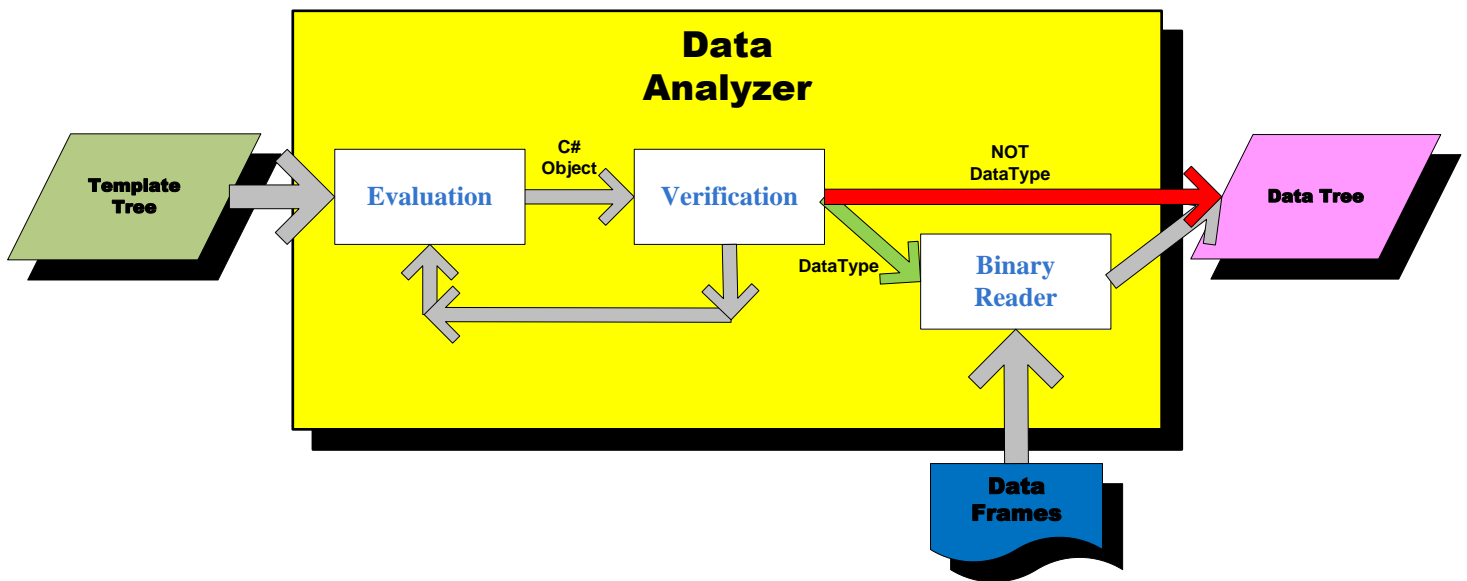 Data
Analyzer
Template
Tree
Evaluation
C#
Object
Verification
NOT
DataType
DataType
Binary
Reader
Data Tree
Data
Frames